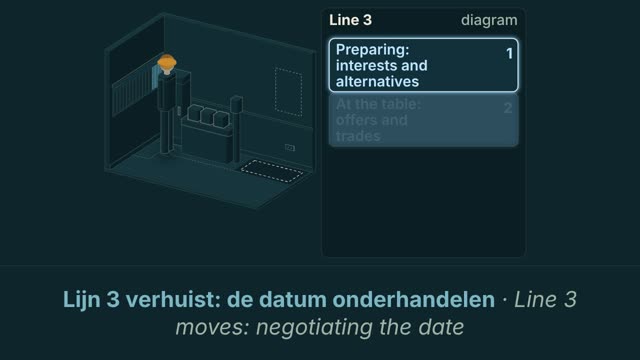 Line 3 diagram
Preparing: 1
interests and
alternatives
At the table: 2
offers and
trades
Lijn 3 verhuist: de datum onderhandelen · Line 3
moves: negotiating the date